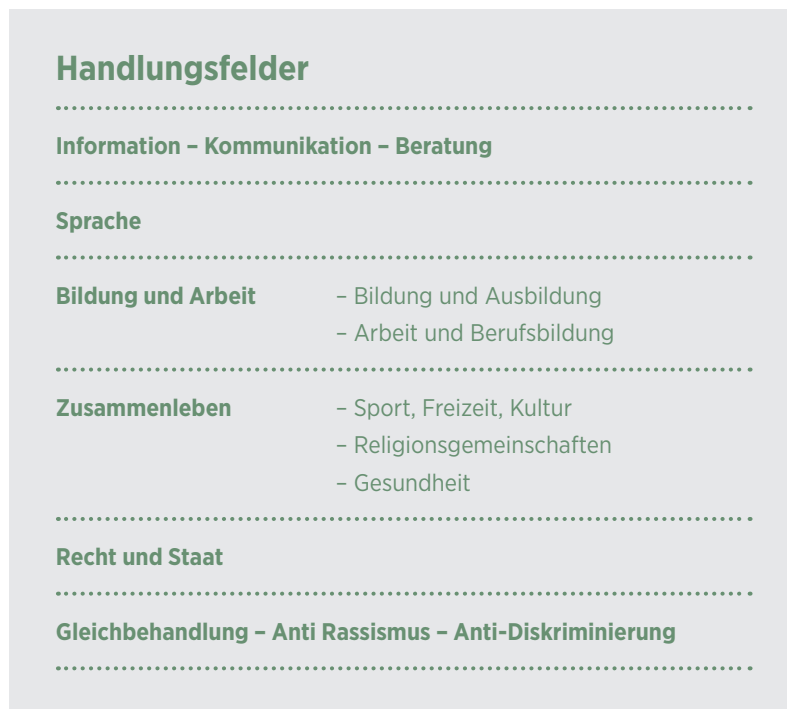 Handlungsfelder
Information – Kommunikation – Beratung
Sprache
Bildung und Arbeit – Bildung und Ausbildung
– Arbeit und Berufsbildung
Zusammenleben – Sport, Freizeit, Kultur
– Religionsgemeinschaften
– Gesundheit
Recht und Staat
Gleichbehandlung – Anti Rassismus – Anti-Diskriminierung